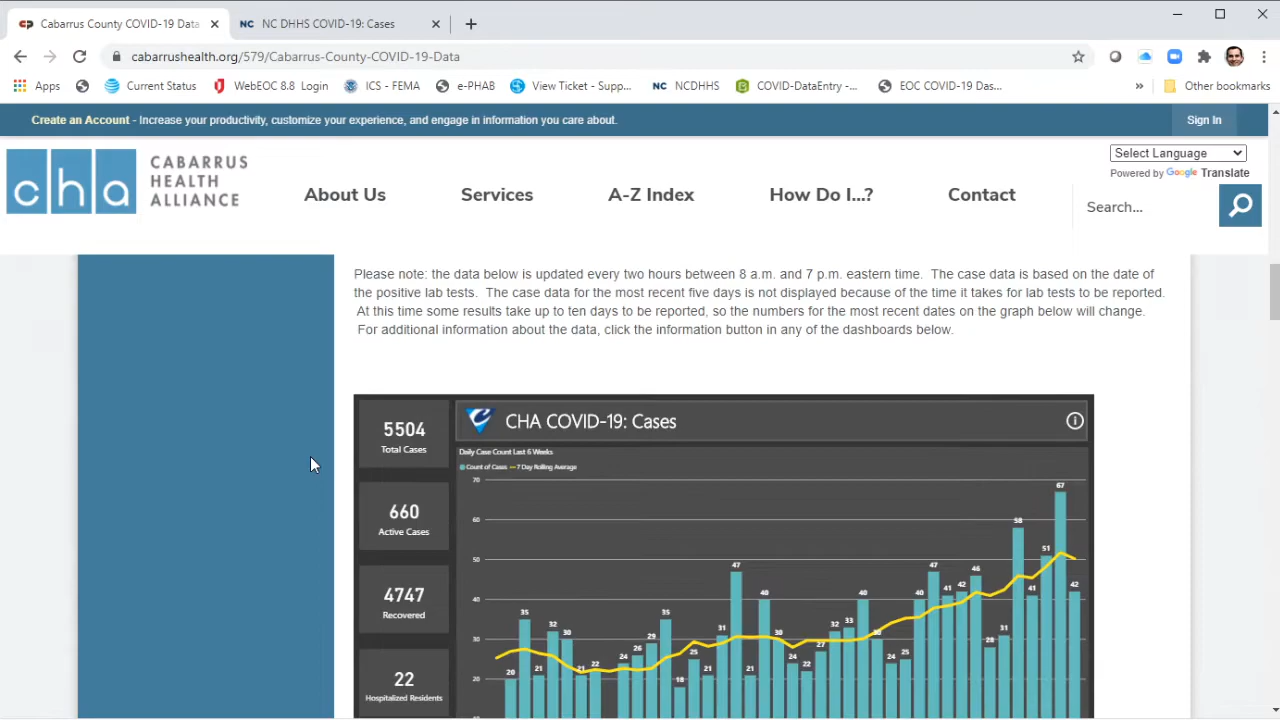 Cabarrus County COVID-19 Data
NC DHHS COVID-19: Cases
cabarrushealth.org/579/Cabarrus-County-COVID-19-Data
Apps Current Status WebEOC 8.8 Login ICS - FEMA e-PHAB View Ticket - Supp... NC NCDHHS COVID-DataEntry -... EOC COVID-19 Das... » Other bookmarks
Create an Account - Increase your productivity, customize your experience, and engage in information you care about. Sign In
cha CABARRUS
HEALTH
ALLIANCE
About Us Services A-Z Index How Do I...? Contact
Select Language
Powered by Google Translate
Search...
Please note: the data below is updated every two hours between 8 a.m. and 7 p.m. eastern time. The case data is based on the date of
the positive lab tests. The case data for the most recent five days is not displayed because of the time it takes for lab tests to be reported.
At this time some results take up to ten days to be reported, so the numbers for the most recent dates on the graph below will change.
For additional information about the data, click the information button in any of the dashboards below.
5504
Total Cases
660
Active Cases
4747
Recovered
22
Hospitalized Residents
CHA COVID-19: Cases
Daily Case Count Last 6 Weeks
Count of Cases 7 Day Rolling Average
70
60
50
40
30
20
20 35 21 32 30 21 22 24 26 29 35 18 25 21 31 47 21 40 30 24 22 27 32 33 40 30 24 25 40 47 41 42 46 28 31 58 41 51 67 42